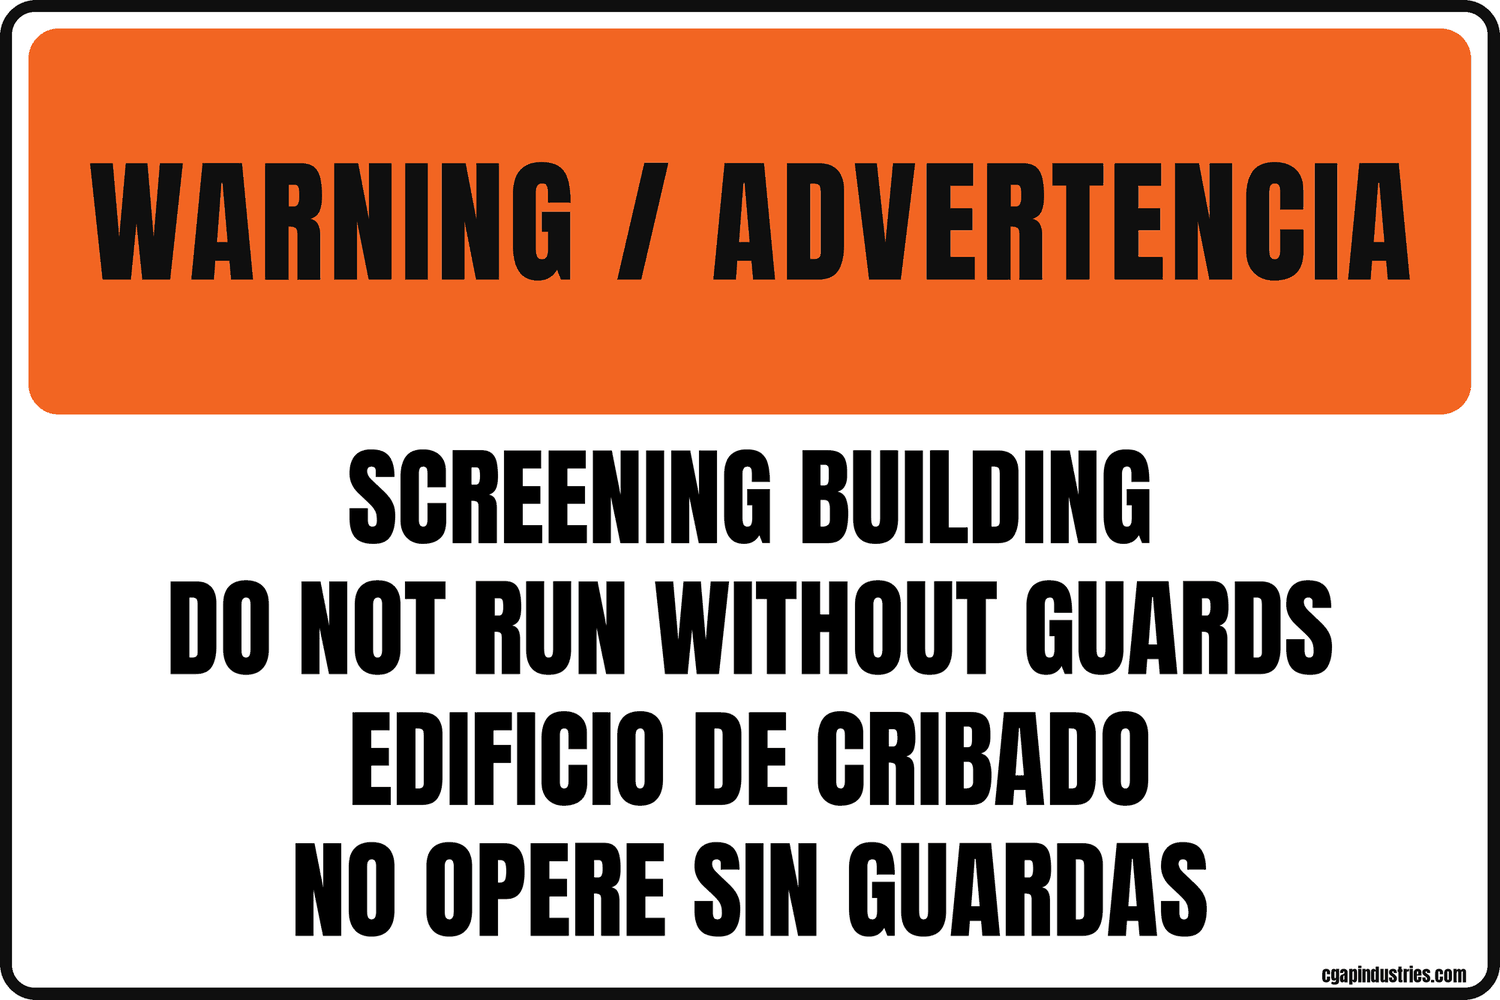 WARNING / ADVERTENCIA
SCREENING BUILDING
DO NOT RUN WITHOUT GUARDS
EDIFICIO DE CRIBADO
NO OPERE SIN GUARDAS
cgapindustries.com